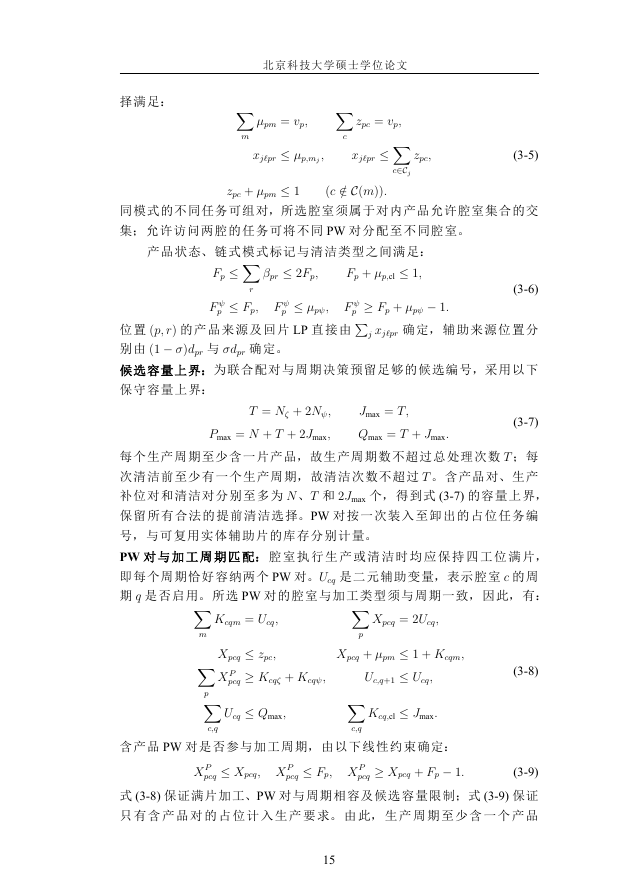 北京科技大学硕士学位论文
择满足：
∑_m μ_{pm} = v_p,  ∑_c z_{pc} = v_p,
x_{jℓpr} ≤ μ_{p,m_j},  x_{jℓpr} ≤ ∑_{c∈𝒞_j} z_{pc},  (3-5)
z_{pc} + μ_{pm} ≤ 1  (c ∉ 𝒞(m)).
同模式的不同任务可组对，所选腔室须属于对内产品允许腔室集合的交
集；允许访问两腔的任务可将不同 PW 对分配至不同腔室。
产品状态、链式模式标记与清洁类型之间满足：
F_p ≤ ∑_r β_{pr} ≤ 2F_p,  F_p + μ_{p,cl} ≤ 1,
(3-6)
F_p^ψ ≤ F_p,  F_p^ψ ≤ μ_{pψ},  F_p^ψ ≥ F_p + μ_{pψ} − 1.
位置 (p, r) 的产品来源及回片 LP 直接由 ∑_j x_{jℓpr} 确定，辅助来源位置分
别由 (1 − σ)d_{pr} 与 σd_{pr} 确定。
候选容量上界：为联合配对与周期决策预留足够的候选编号，采用以下
保守容量上界：
T = N_ζ + 2N_ψ,  J_max = T,
(3-7)
P_max = N + T + 2J_max,  Q_max = T + J_max.
每个生产周期至少含一片产品，故生产周期数不超过总处理次数 T；每
次清洁前至少有一个生产周期，故清洁次数不超过 T。含产品对、生产
补位对和清洁对分别至多为 N、T 和 2J_max 个，得到式 (3-7) 的容量上界，
保留所有合法的提前清洁选择。PW 对按一次装入至卸出的占位任务编
号，与可复用实体辅助片的库存分别计量。
PW 对与加工周期匹配：腔室执行生产或清洁时均应保持四工位满片，
即每个周期恰好容纳两个 PW 对。U_{cq} 是二元辅助变量，表示腔室 c 的周
期 q 是否启用。所选 PW 对的腔室与加工类型须与周期一致，因此，有：
∑_m K_{cqm} = U_{cq},  ∑_p X_{pcq} = 2U_{cq},
X_{pcq} ≤ z_{pc},  X_{pcq} + μ_{pm} ≤ 1 + K_{cqm},
∑_p X_{pcq}^P ≥ K_{cqζ} + K_{cqψ},  U_{c,q+1} ≤ U_{cq},  (3-8)
∑_{c,q} U_{cq} ≤ Q_max,  ∑_{c,q} K_{cq,cl} ≤ J_max.
含产品 PW 对是否参与加工周期，由以下线性约束确定：
X_{pcq}^P ≤ X_{pcq},  X_{pcq}^P ≤ F_p,  X_{pcq}^P ≥ X_{pcq} + F_p − 1.  (3-9)
式 (3-8) 保证满片加工、PW 对与周期相容及候选容量限制；式 (3-9) 保证
只有含产品对的占位计入生产要求。由此，生产周期至少含一个产品
15